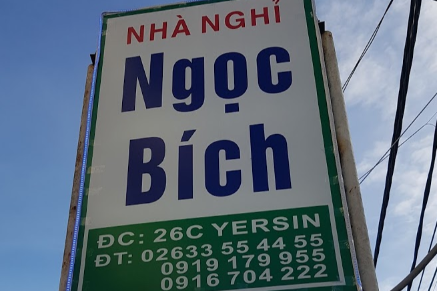 NHÀ NGHỈ
Ngọc
Bích
ĐC: 26C YERSIN
ĐT: 02633 55 44 55
0919 179 955
0916 704 222